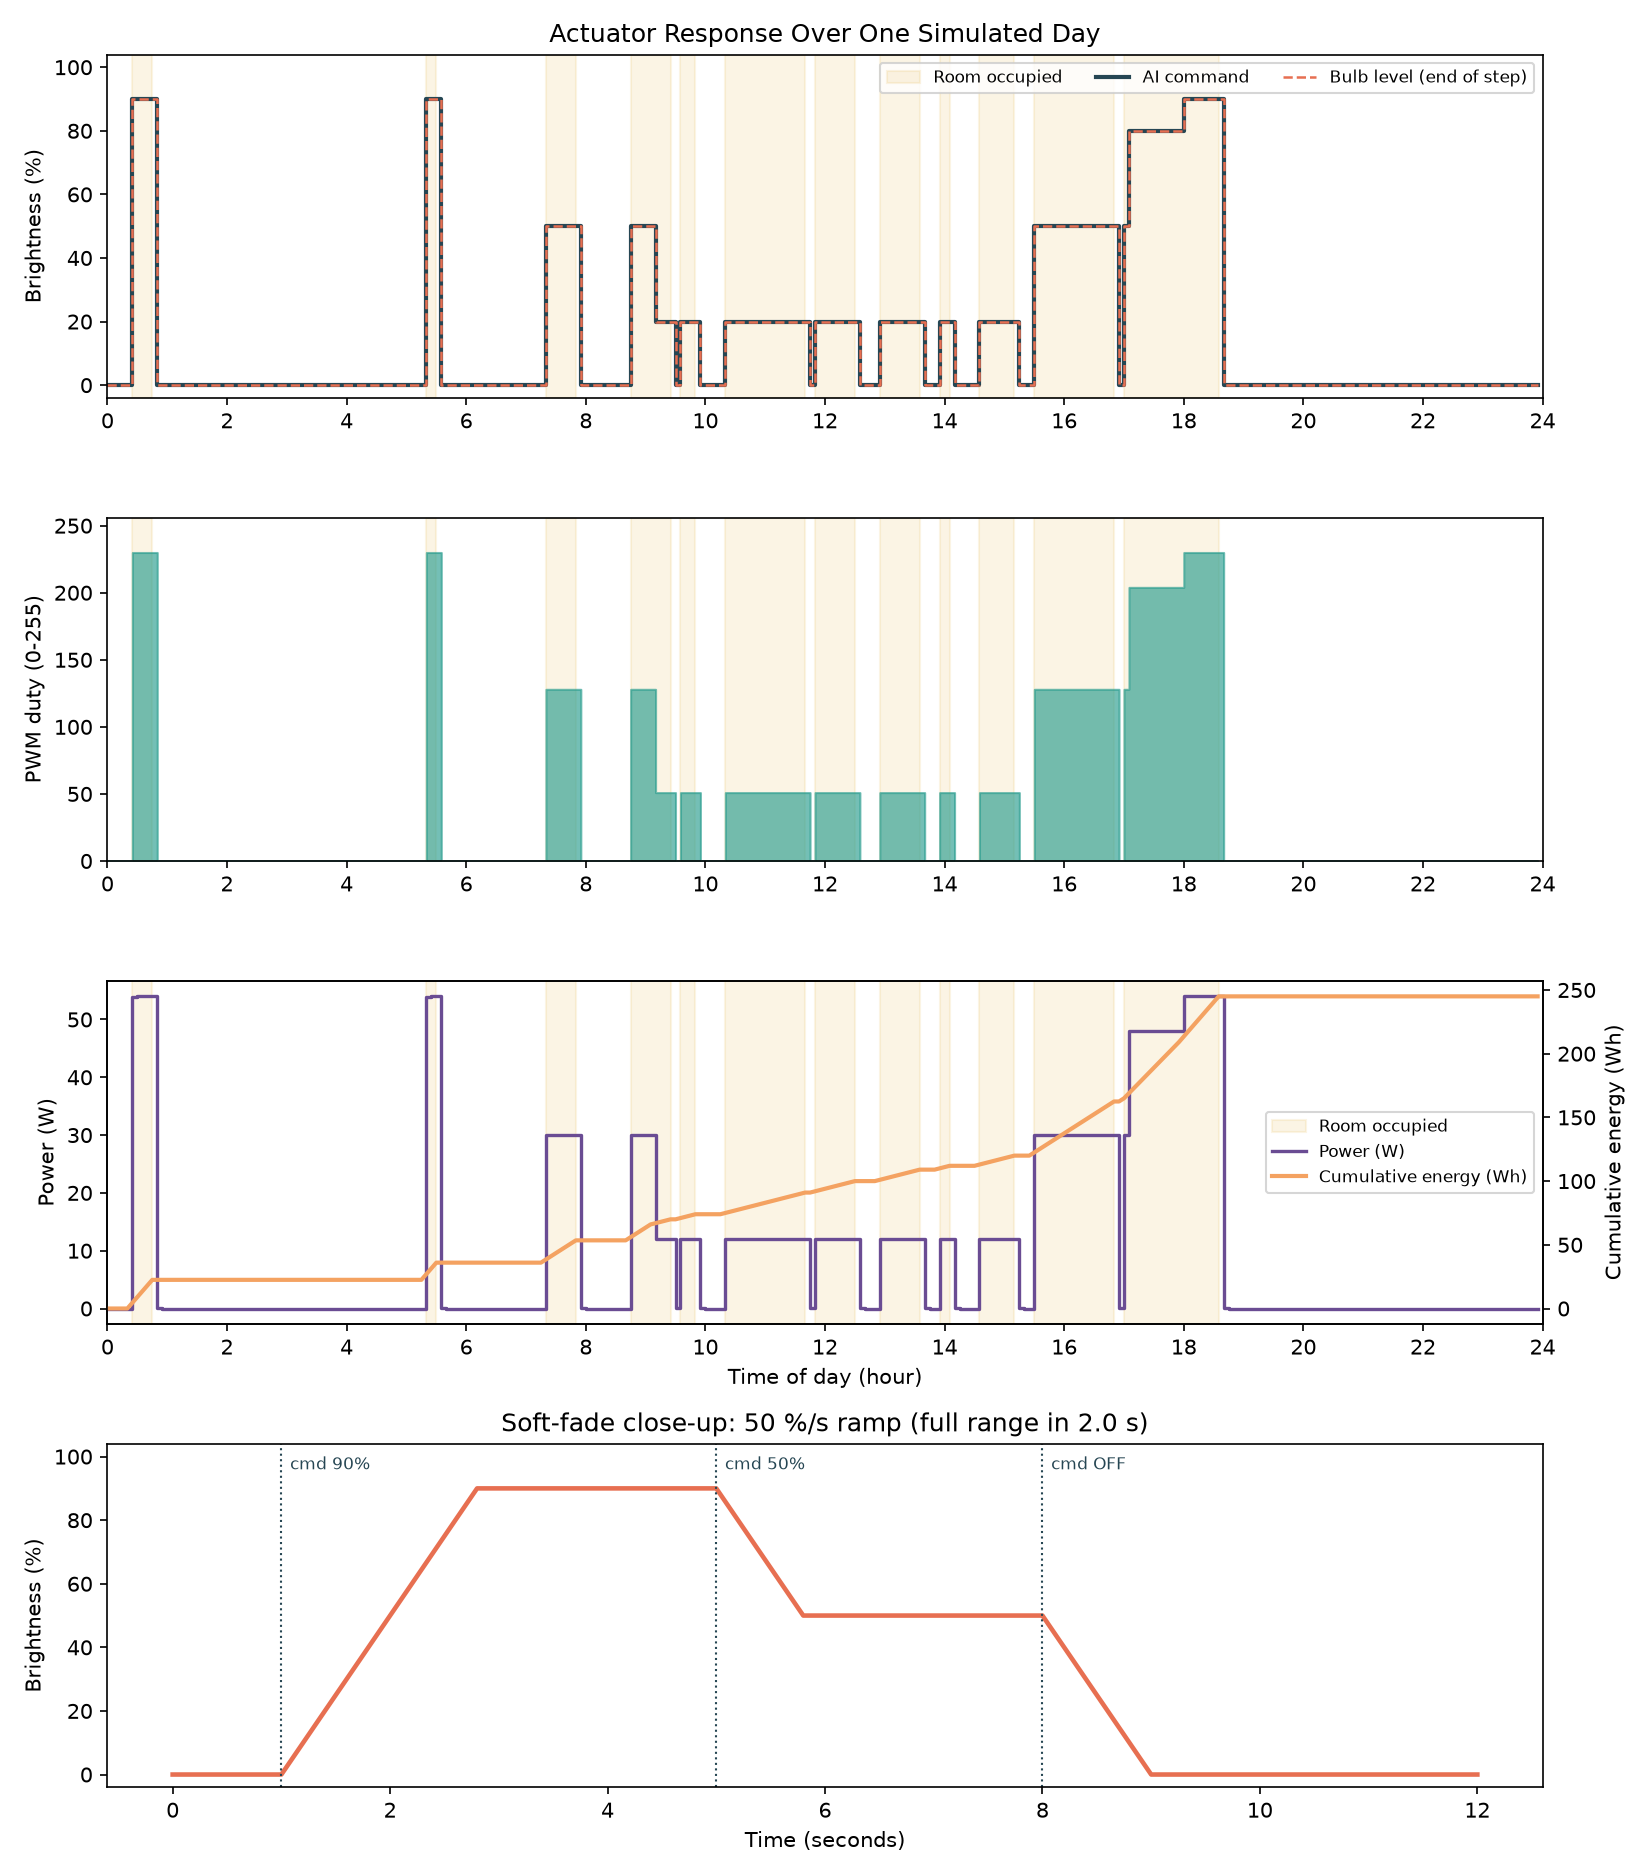 Actuator Response Over One Simulated Day
100
80
60
40
20
0
Brightness (%)
Room occupied
AI command
Bulb level (end of step)
0 2 4 6 8 10 12 14 16 18 20 22 24
250
200
150
100
50
0
PWM duty (0-255)
0 2 4 6 8 10 12 14 16 18 20 22 24
50
40
30
20
10
0
Power (W)
250
200
150
100
50
0
Cumulative energy (Wh)
Room occupied
Power (W)
Cumulative energy (Wh)
0 2 4 6 8 10 12 14 16 18 20 22 24
Time of day (hour)
Soft-fade close-up: 50 %/s ramp (full range in 2.0 s)
100
80
60
40
20
0
Brightness (%)
cmd 90%
cmd 50%
cmd OFF
0 2 4 6 8 10 12
Time (seconds)